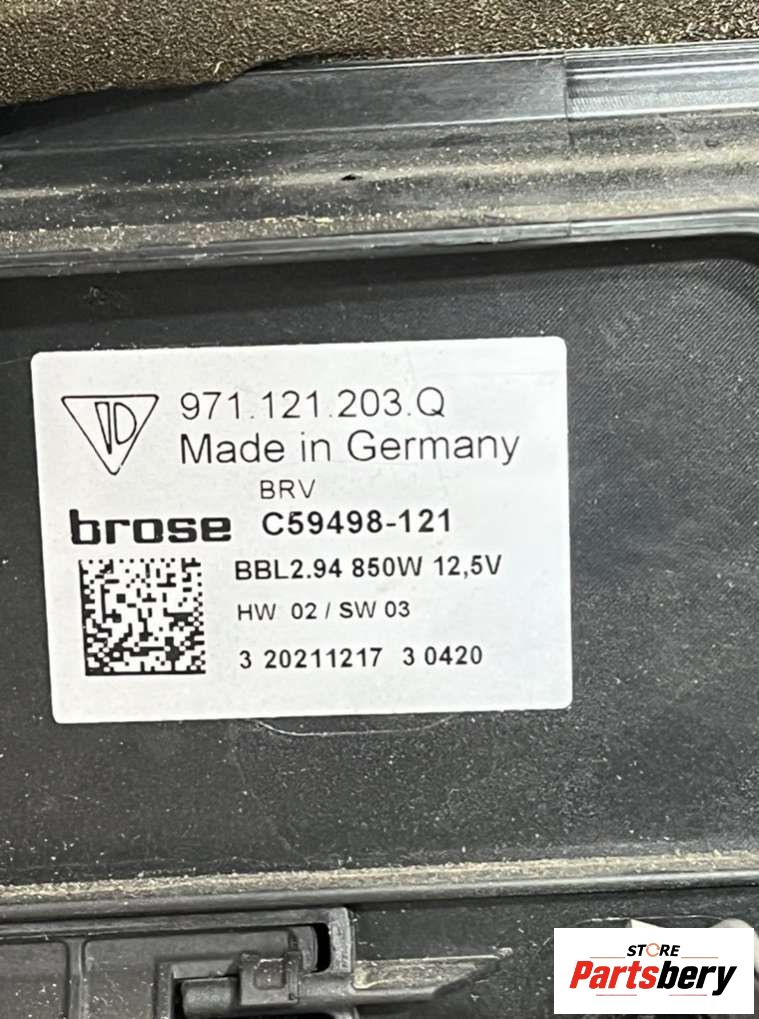 971.121.203.Q
Made in Germany
BRV
brose C59498-121
BBL2.94 850W 12,5V
HW 02 / SW 03
3 20211217 3 0420
STORE
Partsbery